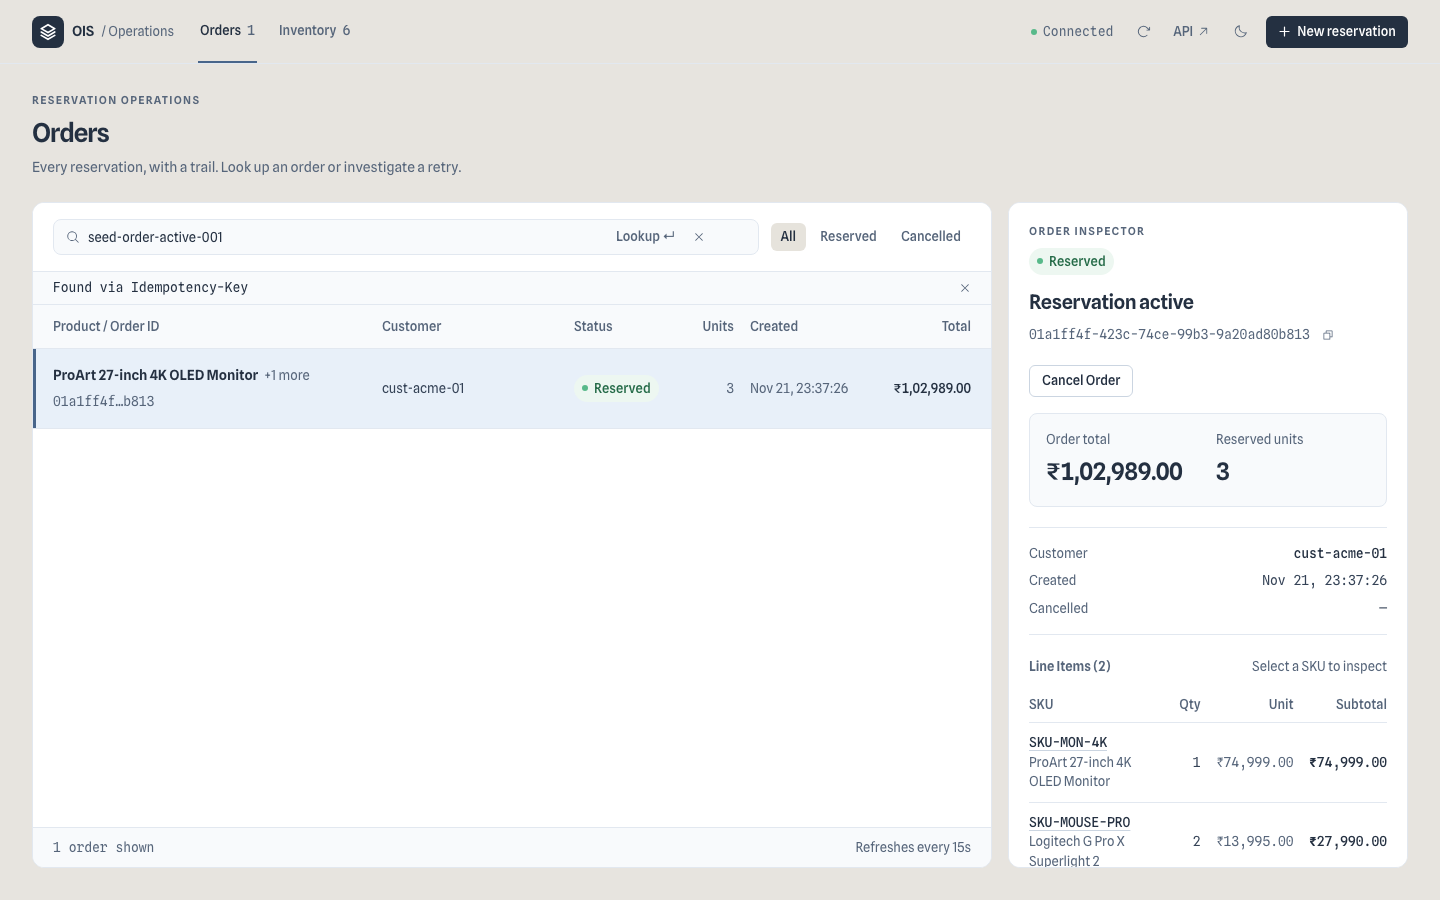 OIS / Operations Orders 1 Inventory 6 Connected API ↗ + New reservation
RESERVATION OPERATIONS
Orders
Every reservation, with a trail. Look up an order or investigate a retry.
seed-order-active-001 Lookup ↵ × All Reserved Cancelled
Found via Idempotency-Key ×
Product / Order ID Customer Status Units Created Total
ProArt 27-inch 4K OLED Monitor +1 more
01a1ff4f…b813
cust-acme-01 Reserved 3 Nov 21, 23:37:26 ₹1,02,989.00
1 order shown Refreshes every 15s
ORDER INSPECTOR
Reserved
Reservation active
01a1ff4f-423c-74ce-99b3-9a20ad80b813
Cancel Order
Order total Reserved units
₹1,02,989.00 3
Customer cust-acme-01
Created Nov 21, 23:37:26
Cancelled —
Line Items (2) Select a SKU to inspect
SKU Qty Unit Subtotal
SKU-MON-4K
ProArt 27-inch 4K
OLED Monitor
1 ₹74,999.00 ₹74,999.00
SKU-MOUSE-PRO
Logitech G Pro X
Superlight 2
2 ₹13,995.00 ₹27,990.00